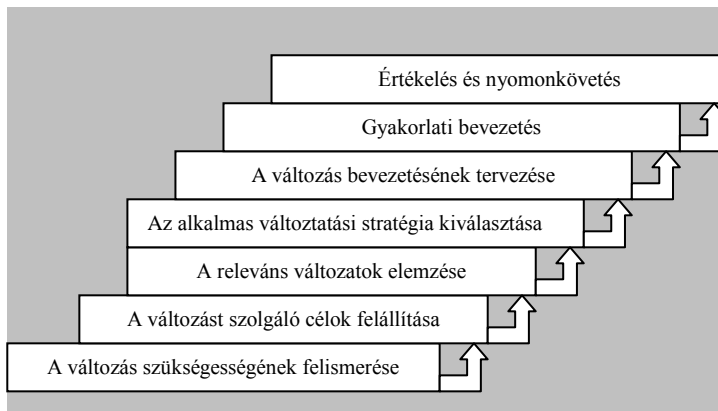 Értékelés és nyomonkövetés
Gyakorlati bevezetés
A változás bevezetésének tervezése
Az alkalmas változtatási stratégia kiválasztása
A releváns változatok elemzése
A változást szolgáló célok felállítása
A változás szükségességének felismerése